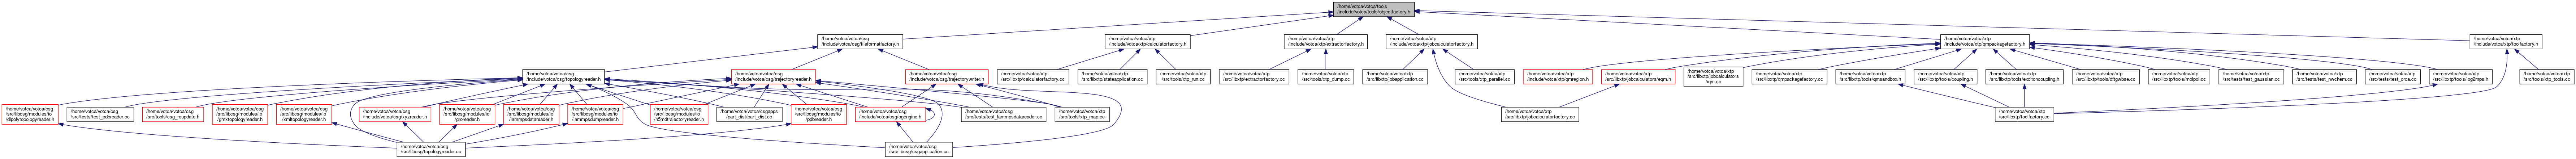 /home/votca/votca/tools
/include/votca/tools/objectfactory.h
/home/votca/votca/csg
/include/votca/csg/fileformatfactory.h
/home/votca/votca/xtp
/include/votca/xtp/calculatorfactory.h
/home/votca/votca/xtp
/include/votca/xtp/extractorfactory.h
/home/votca/votca/xtp
/include/votca/xtp/jobcalculatorfactory.h
/home/votca/votca/xtp
/include/votca/xtp/qmpackagefactory.h
/home/votca/votca/xtp
/include/votca/xtp/toolfactory.h
/home/votca/votca/csg
/include/votca/csg/topologyreader.h
/home/votca/votca/csg
/include/votca/csg/trajectoryreader.h
/home/votca/votca/csg
/include/votca/csg/trajectorywriter.h
/home/votca/votca/xtp
/src/libxtp/calculatorfactory.cc
/home/votca/votca/xtp
/src/libxtp/stateapplication.cc
/home/votca/votca/xtp
/src/tools/xtp_run.cc
/home/votca/votca/xtp
/src/libxtp/extractorfactory.cc
/home/votca/votca/xtp
/src/tools/xtp_dump.cc
/home/votca/votca/xtp
/src/libxtp/jobapplication.cc
/home/votca/votca/xtp
/src/tools/xtp_parallel.cc
/home/votca/votca/xtp
/include/votca/xtp/qmregion.h
/home/votca/votca/xtp
/src/libxtp/jobcalculators/eqm.h
/home/votca/votca/xtp
/src/libxtp/jobcalculators
/iqm.cc
/home/votca/votca/xtp
/src/libxtp/qmpackagefactory.cc
/home/votca/votca/xtp
/src/libxtp/tools/qmsandbox.h
/home/votca/votca/xtp
/src/libxtp/tools/coupling.h
/home/votca/votca/xtp
/src/libxtp/tools/excitoncoupling.h
/home/votca/votca/xtp
/src/libxtp/tools/dftgwbse.cc
/home/votca/votca/xtp
/src/libxtp/tools/molpol.cc
/home/votca/votca/xtp
/src/tests/test_gaussian.cc
/home/votca/votca/xtp
/src/tests/test_nwchem.cc
/home/votca/votca/xtp
/src/tests/test_orca.cc
/home/votca/votca/xtp
/src/libxtp/tools/log2mps.h
/home/votca/votca/xtp
/src/tools/xtp_tools.cc
/home/votca/votca/csg
/src/libcsg/modules/io
/dlpolytopologyreader.h
/home/votca/votca/csg
/src/tests/test_pdbreader.cc
/home/votca/votca/csg
/src/tools/csg_reupdate.h
/home/votca/votca/csg
/src/libcsg/modules/io
/gmxtopologyreader.h
/home/votca/votca/csg
/src/libcsg/modules/io
/xmltopologyreader.h
/home/votca/votca/csg
/include/votca/csg/xyzreader.h
/home/votca/votca/csg
/src/libcsg/modules/io
/groreader.h
/home/votca/votca/csg
/src/libcsg/modules/io
/lammpsdatareader.h
/home/votca/votca/csg
/src/libcsg/modules/io
/lammpsdumpreader.h
/home/votca/votca/csg
/src/libcsg/modules/io
/h5mdtrajectoryreader.h
/home/votca/votca/csgapps
/part_dist/part_dist.cc
/home/votca/votca/csg
/src/libcsg/modules/io
/pdbreader.h
/home/votca/votca/csg
/include/votca/csg/cgengine.h
/home/votca/votca/csg
/src/tests/test_lammpsdatareader.cc
/home/votca/votca/xtp
/src/tools/xtp_map.cc
/home/votca/votca/xtp
/src/libxtp/jobcalculatorfactory.cc
/home/votca/votca/xtp
/src/libxtp/toolfactory.cc
/home/votca/votca/csg
/src/libcsg/topologyreader.cc
/home/votca/votca/csg
/src/libcsg/csgapplication.cc